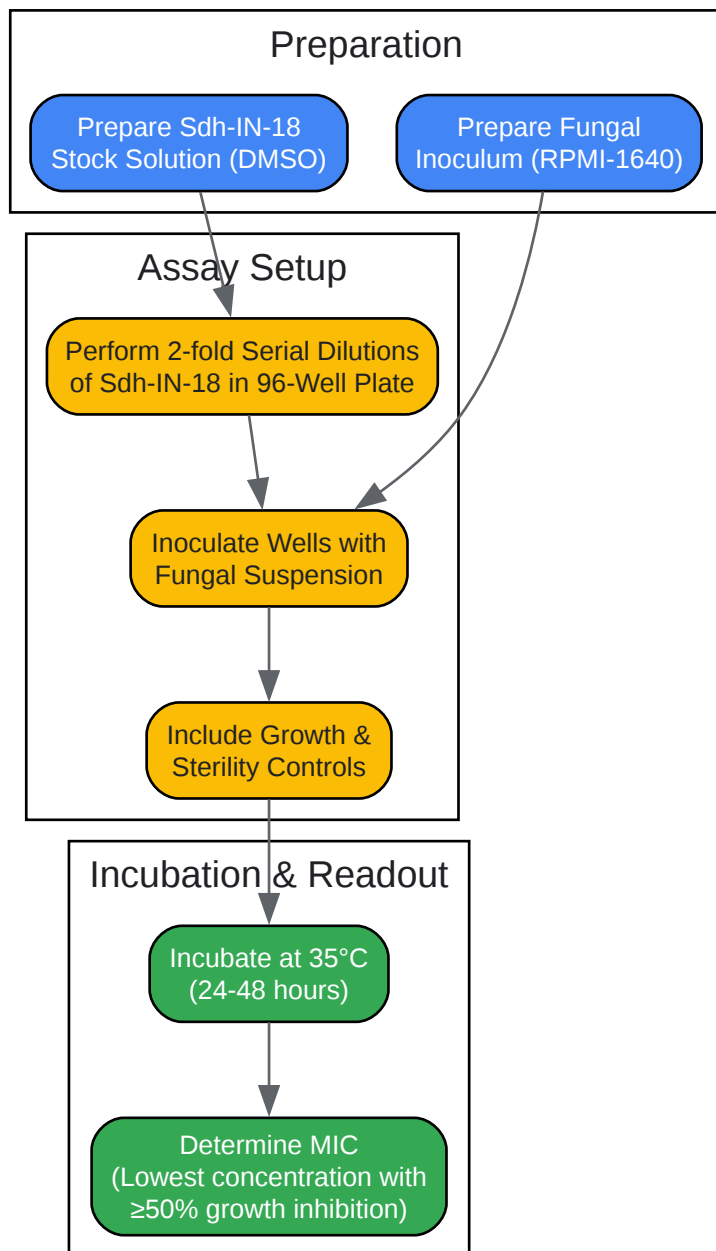 Preparation
Prepare Sdh-IN-18
Stock Solution (DMSO)
Prepare Fungal
Inoculum (RPMI-1640)
Assay Setup
Perform 2-fold Serial Dilutions
of Sdh-IN-18 in 96-Well Plate
Inoculate Wells with
Fungal Suspension
Include Growth &
Sterility Controls
Incubation & Readout
Incubate at 35°C
(24-48 hours)
Determine MIC
(Lowest concentration with
≥50% growth inhibition)